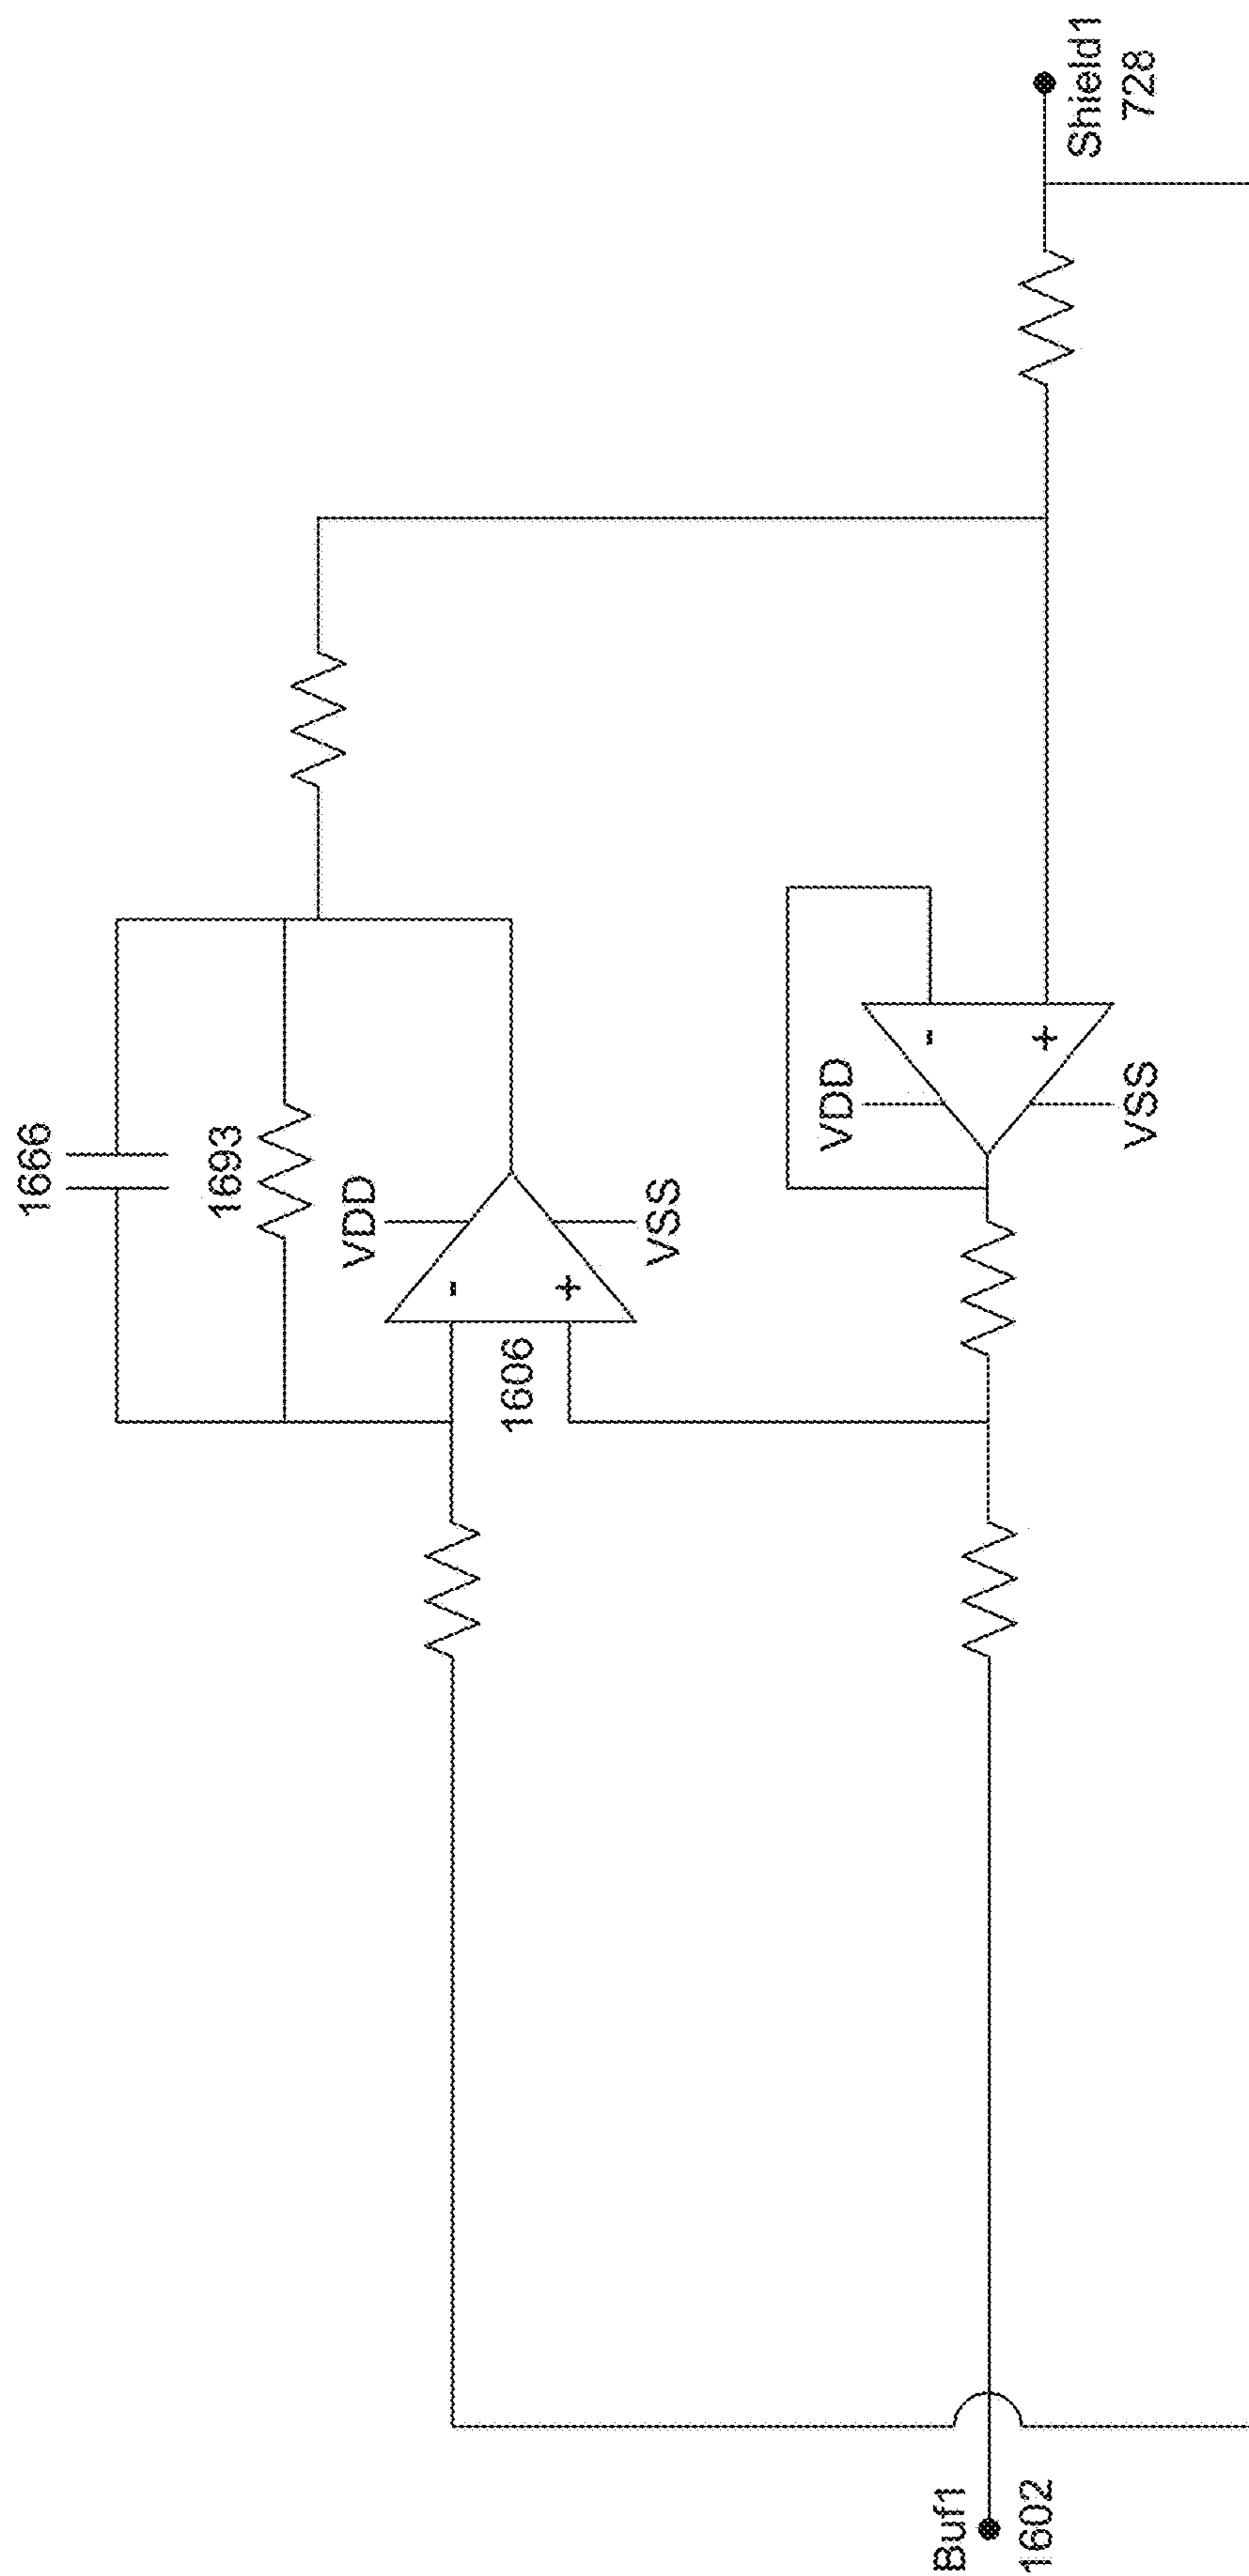 1666
1693
VDD
-
+
1606
VSS
VDD
-
+
VSS
Buf1
1602
Shield1
728